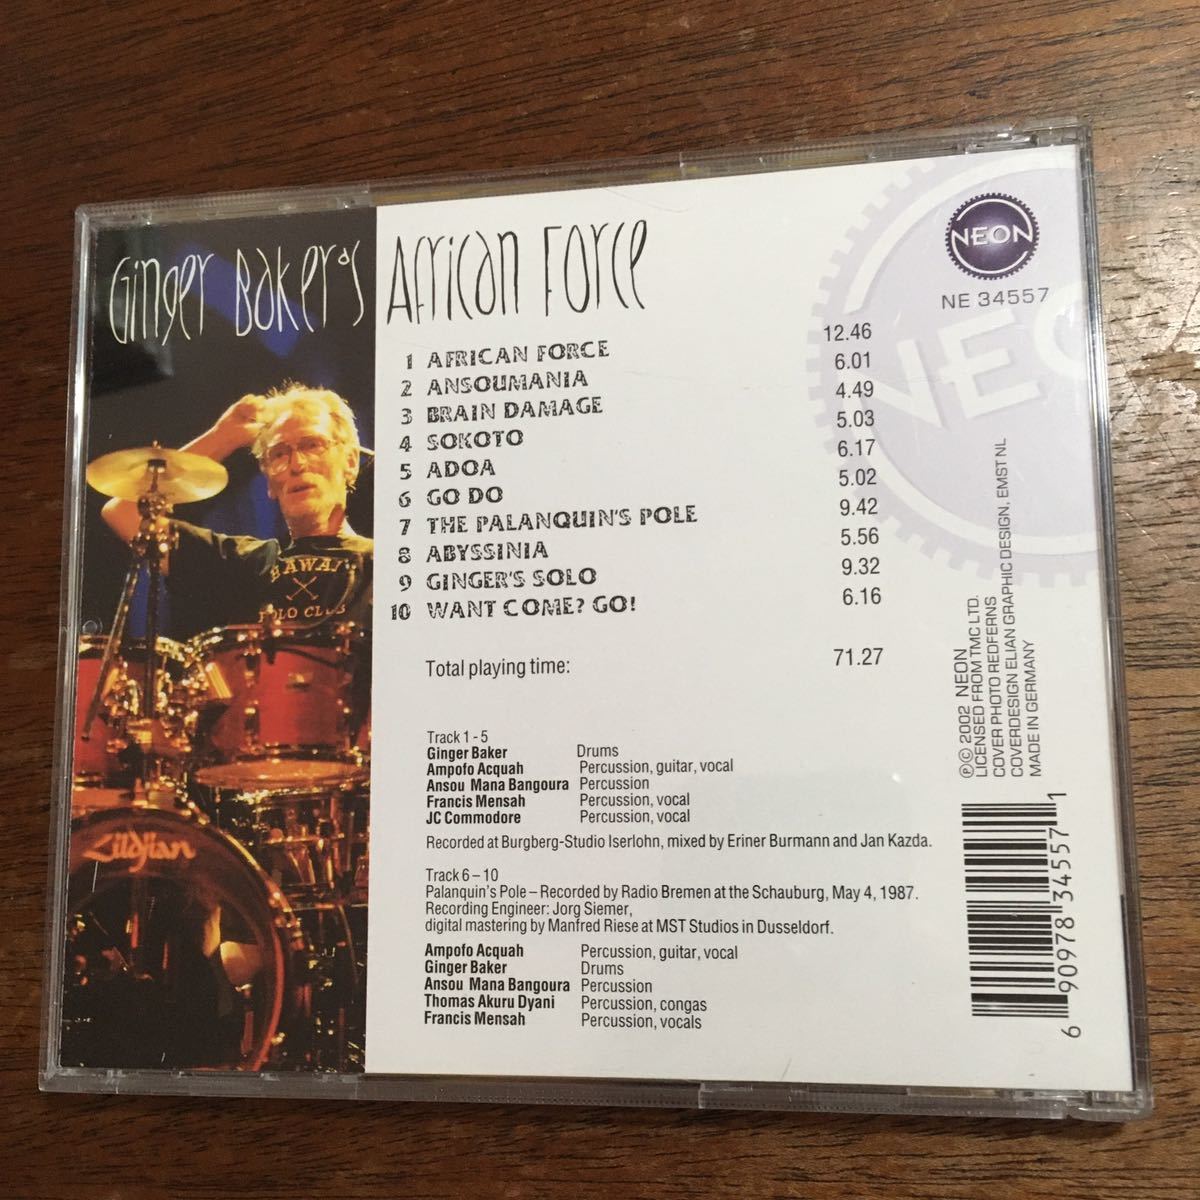 Ginger Baker's African Force
NEON
NE 34557
1 AFRICAN FORCE 12.46
2 ANSOUMANIA 6.01
3 BRAIN DAMAGE 4.49
4 SOKOTO 5.03
5 ADOA 6.17
6 GO DO 5.02
7 THE PALANQUIN'S POLE 9.42
8 ABYSSINIA 5.56
9 GINGER'S SOLO 9.32
10 WANT COME? GO! 6.16
Total playing time: 71.27
Track 1 - 5
Ginger Baker Drums
Ampofo Acquah Percussion, guitar, vocal
Ansou Mana Bangoura Percussion
Francis Mensah Percussion, vocal
JC Commodore Percussion, vocal
Recorded at Burgberg-Studio Iserlohn, mixed by Eriner Burmann and Jan Kazda.
Track 6 – 10
Palanquin's Pole – Recorded by Radio Bremen at the Schauburg, May 4, 1987.
Recording Engineer: Jorg Siemer,
digital mastering by Manfred Riese at MST Studios in Dusseldorf.
Ampofo Acquah Percussion, guitar, vocal
Ginger Baker Drums
Ansou Mana Bangoura Percussion
Thomas Akuru Dyani Percussion, congas
Francis Mensah Percussion, vocals
℗© 2002 NEON
LICENSED FROM TMC LTD.
COVER PHOTO REDFERNS
COVERDESIGN ELIAN GRAPHIC DESIGN, EMST NL
MADE IN GERMANY
6 90978 34557 1
NEO
HAWAI
POLO CLUB
Zildjian